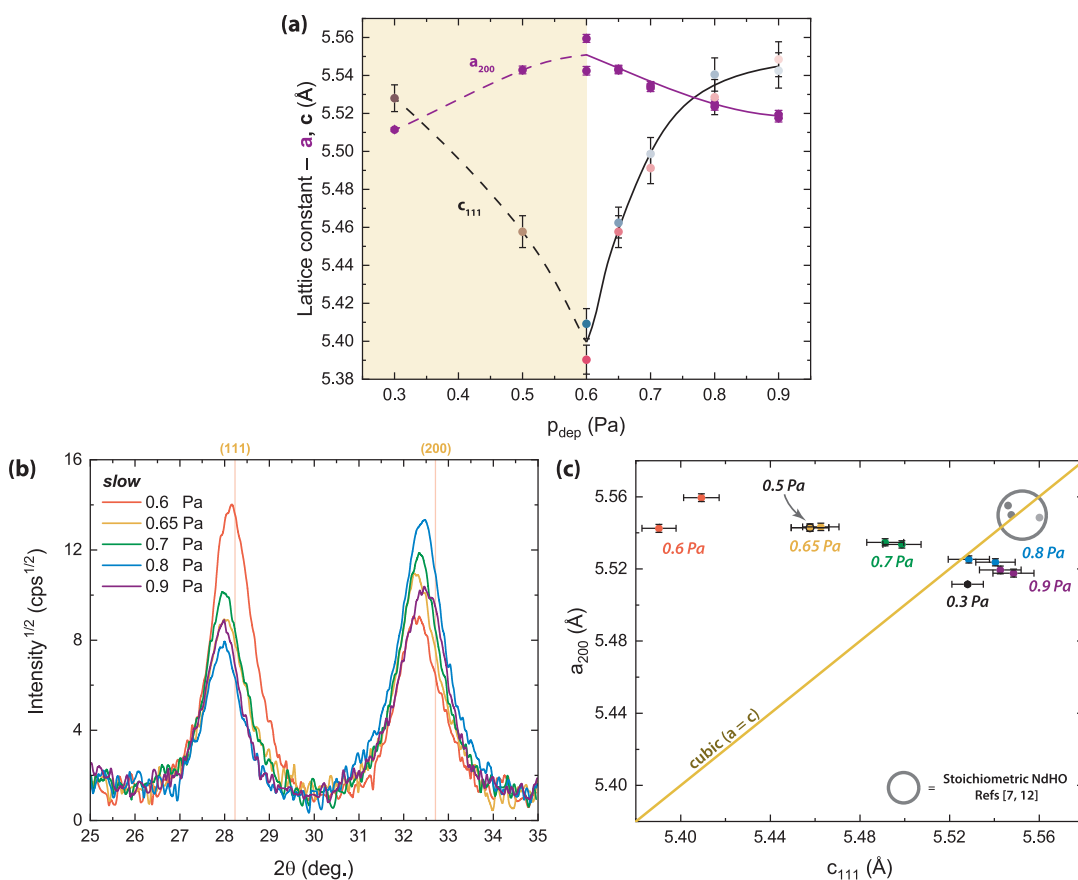 (a)
5.56
5.54
5.52
5.50
5.48
5.46
5.44
5.42
5.40
5.38
Lattice constant – a, c (Å)
a200
c111
0.3 0.4 0.5 0.6 0.7 0.8 0.9
pdep (Pa)
(b)
(111) (200)
16
12
8
4
0
Intensity1/2 (cps1/2)
slow
0.6 Pa
0.65 Pa
0.7 Pa
0.8 Pa
0.9 Pa
25 26 27 28 29 30 31 32 33 34 35
2θ (deg.)
(c)
5.56
5.52
5.48
5.44
5.40
a200 (Å)
0.5 Pa
0.6 Pa
0.65 Pa
0.7 Pa
0.8 Pa
0.3 Pa
0.9 Pa
cubic (a = c)
= Stoichiometric NdHO
Refs [7, 12]
5.40 5.44 5.48 5.52 5.56
c111 (Å)